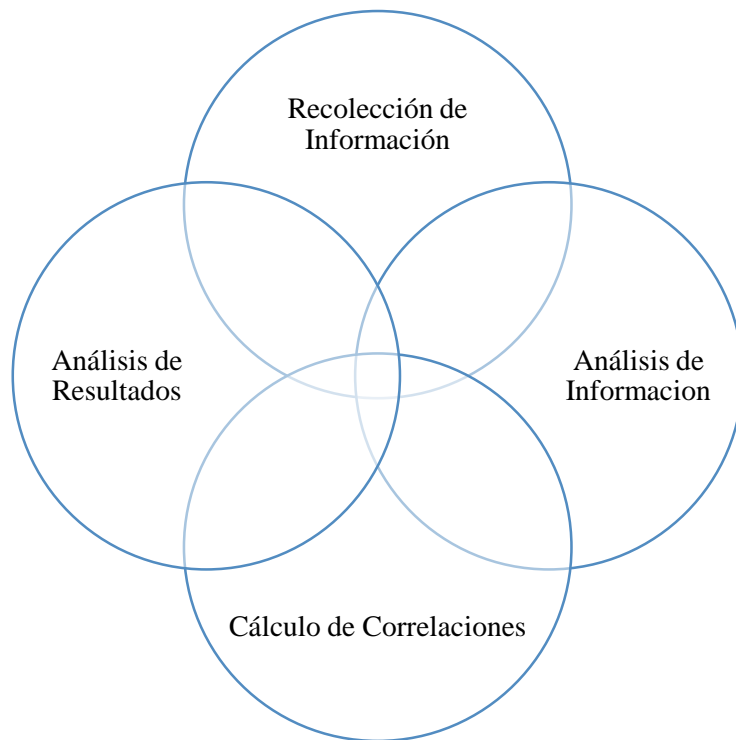 Recolección de
Información
Análisis de
Resultados
Análisis de
Informacion
Cálculo de Correlaciones